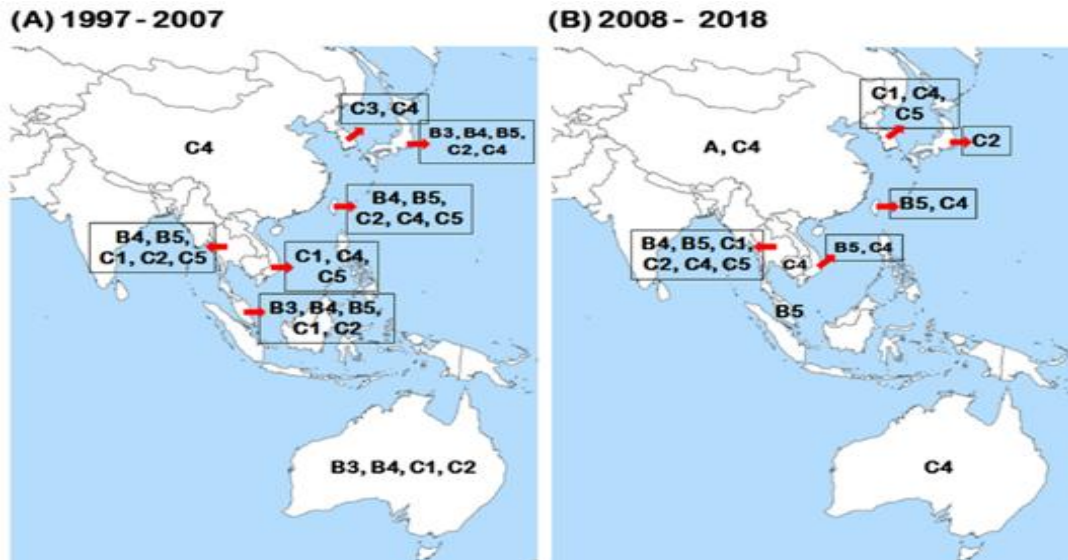 (A) 1997 - 2007
C4
C3, C4
B3, B4, B5,
C2, C4
B4, B5,
C2, C4, C5
B4, B5,
C1, C2, C5
C1, C4,
C5
B3, B4, B5,
C1, C2
B3, B4, C1, C2
(B) 2008 - 2018
A, C4
C1, C4,
C5
C2
B5, C4
B4, B5, C1,
C2, C4, C5
C4
B5, C4
B5
C4